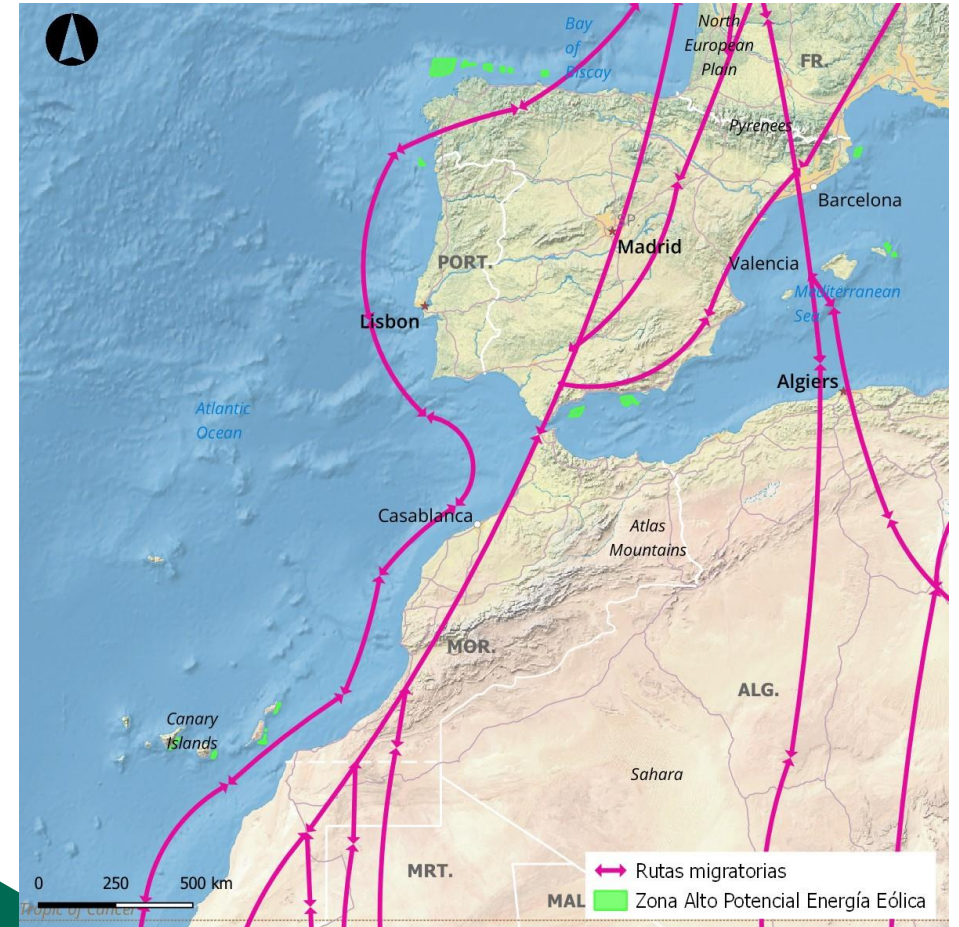 Bay
of
Biscay
North
European
Plain
FR.
Pyrenees
Barcelona
SP.
Madrid
PORT.
Valencia
Mediterranean
Sea
Lisbon
Algiers
Atlantic
Ocean
Casablanca
Atlas
Mountains
MOR.
ALG.
Canary
Islands
Sahara
MRT.
MAL
Rutas migratorias
Zona Alto Potencial Energía Eólica
0 250 500 km
Tropic of Cancer